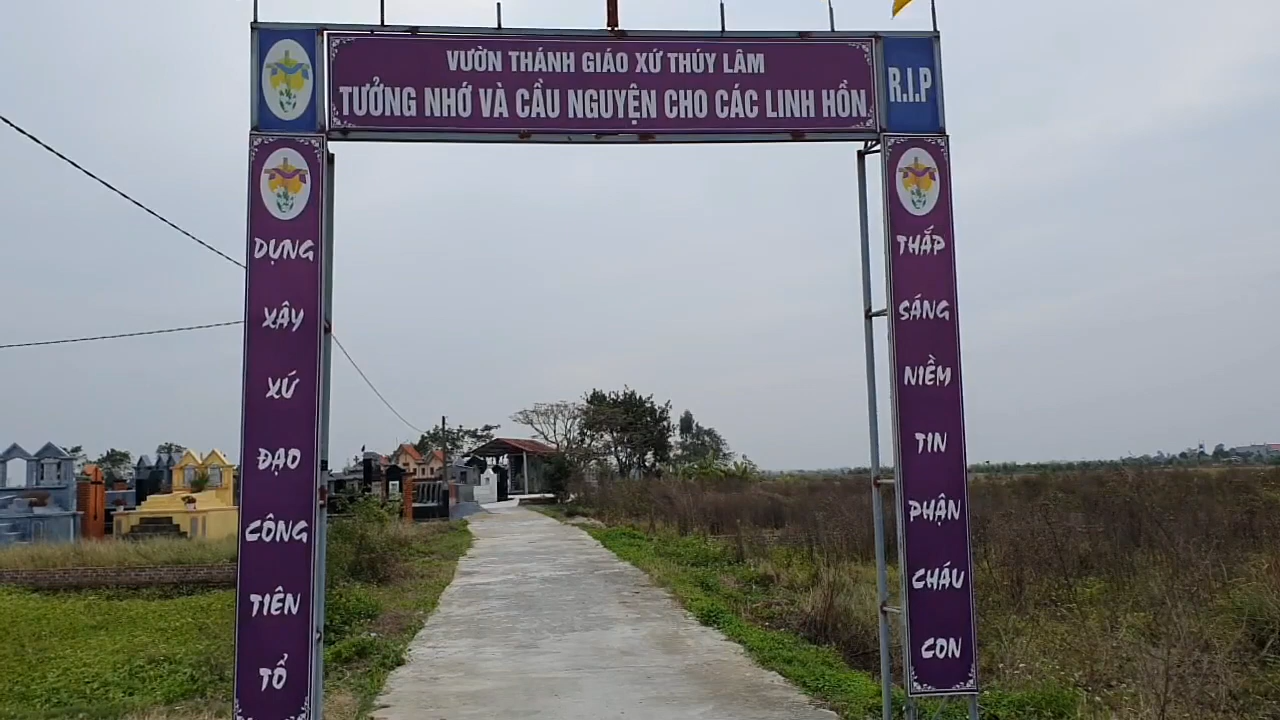 VƯỜN THÁNH GIÁO XỨ THÚY LÂM
TƯỞNG NHỚ VÀ CẦU NGUYỆN CHO CÁC LINH HỒN
R.I.P
DỰNG
XÂY
XỨ
ĐẠO
CÔNG
TIÊN
TỔ
THẮP
SÁNG
NIỀM
TIN
PHẬN
CHÁU
CON